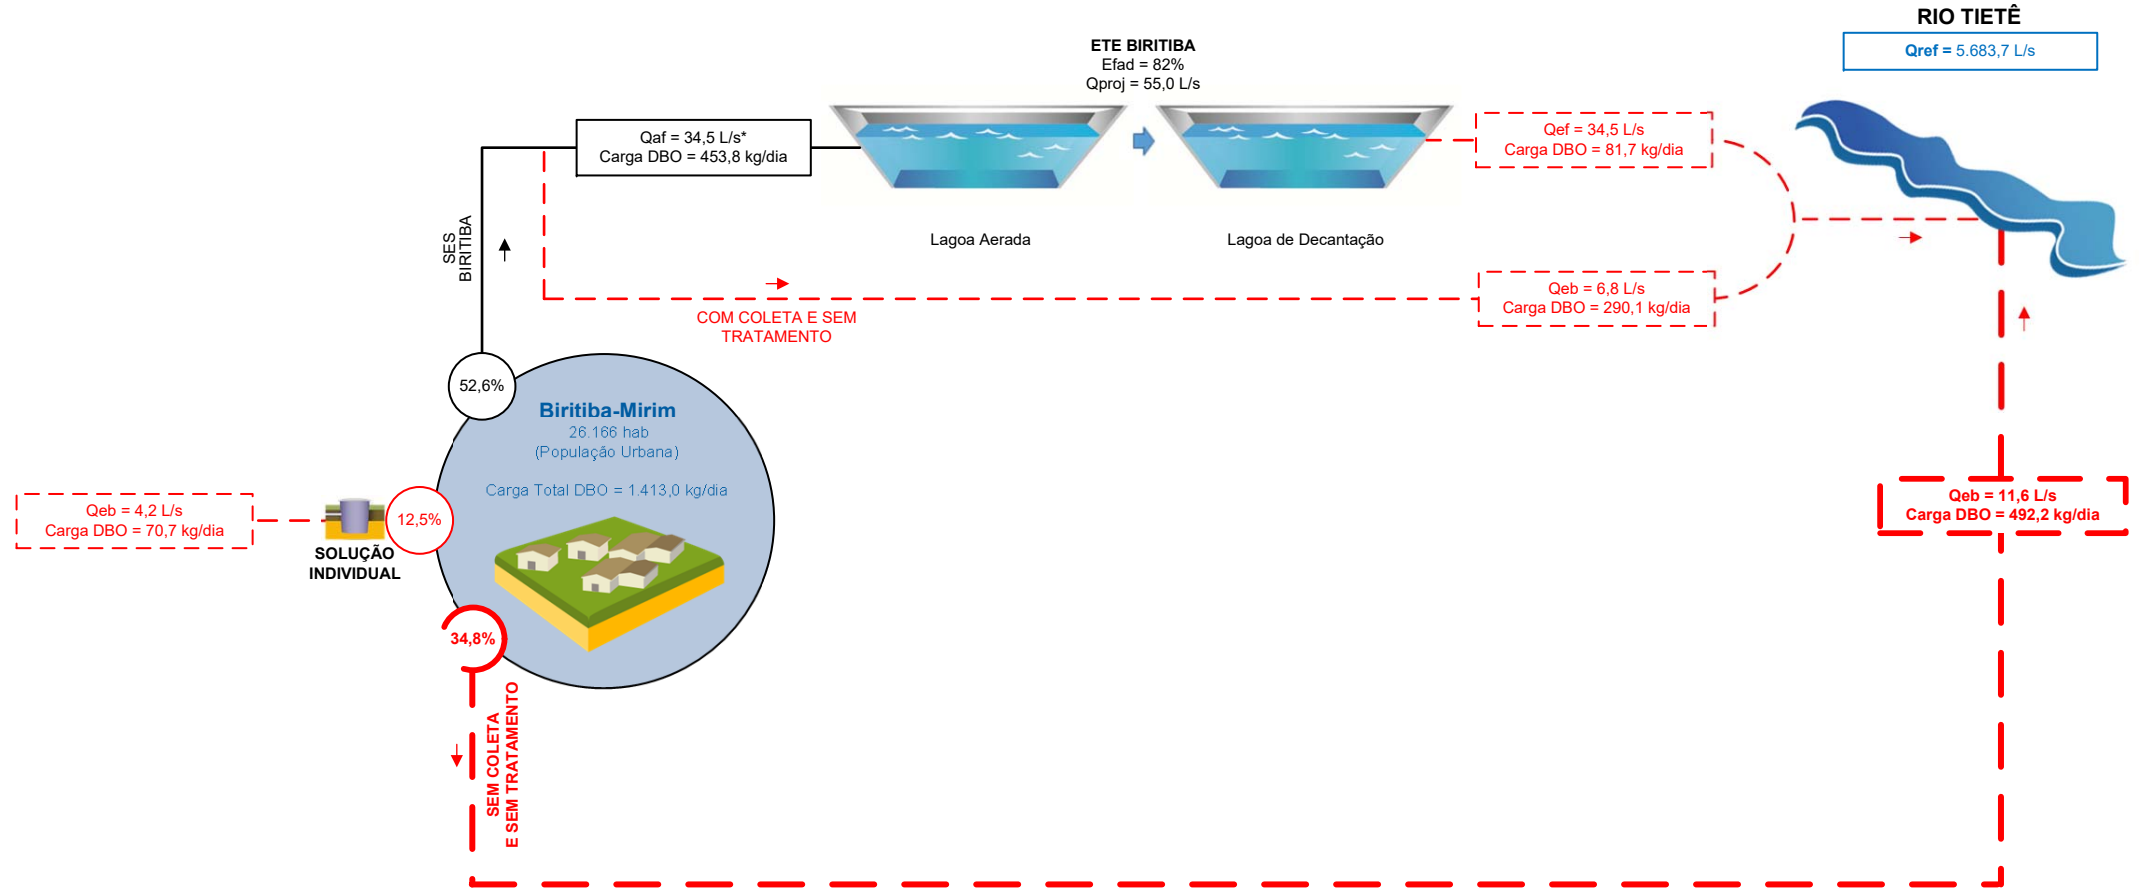 RIO TIETÊ
Qref = 5.683,7 L/s
ETE BIRITIBA
Efad = 82%
Qproj = 55,0 L/s
Qaf = 34,5 L/s*
Carga DBO = 453,8 kg/dia
Qef = 34,5 L/s
Carga DBO = 81,7 kg/dia
Lagoa Aerada
Lagoa de Decantação
SES
BIRITIBA
Qeb = 6,8 L/s
Carga DBO = 290,1 kg/dia
COM COLETA E SEM
TRATAMENTO
52,6%
Biritiba-Mirim
26.166 hab
(População Urbana)
Carga Total DBO = 1.413,0 kg/dia
Qeb = 4,2 L/s
Carga DBO = 70,7 kg/dia
12,5%
SOLUÇÃO
INDIVIDUAL
Qeb = 11,6 L/s
Carga DBO = 492,2 kg/dia
34,8%
SEM COLETA
E SEM TRATAMENTO